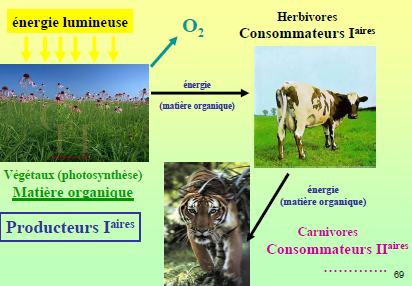 énergie lumineuse
O2
Herbivores
Consommateurs Iaires
énergie
(matière organique)
Végétaux (photosynthèse)
Matière organique
Producteurs Iaires
énergie
(matière organique)
Carnivores
Consommateurs IIaires
………….
69